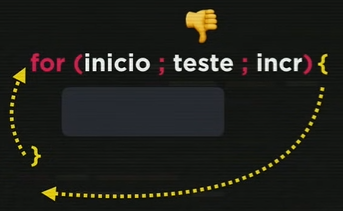 for (inicio ; teste ; incr) {
}